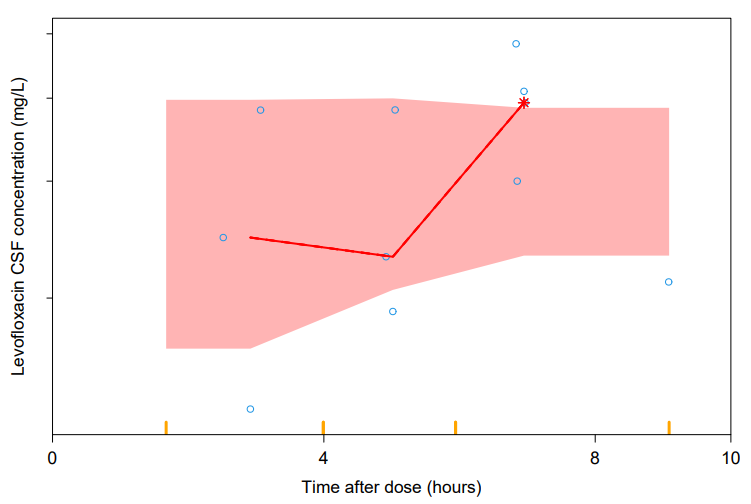 Levofloxacin CSF concentration (mg/L)
0 4 8 10
Time after dose (hours)